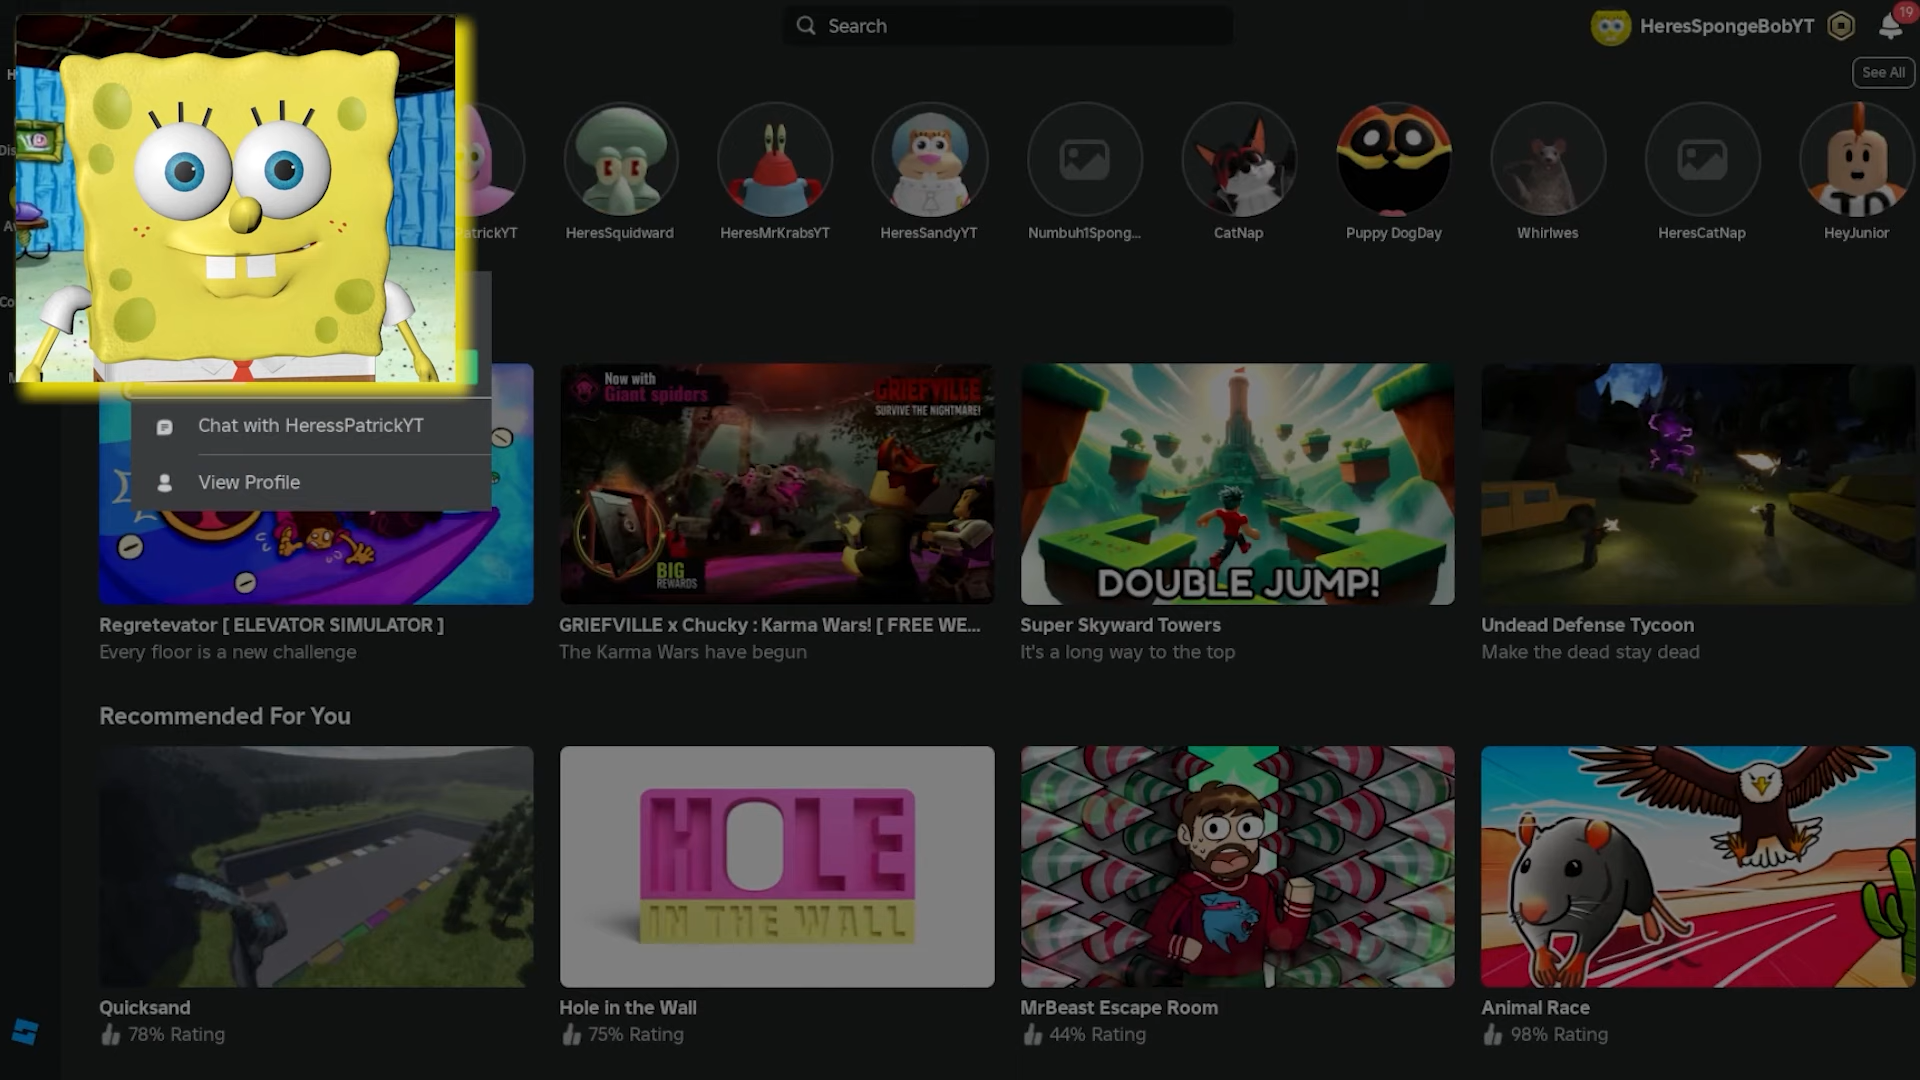 Search
HeresSpongeBobYT
19
See All
HeresSquidward
HeresMrKrabsYT
HeresSandyYT
Numbuh1Spong...
CatNap
Puppy DogDay
Whirlwes
HeresCatNap
HeyJunior
Chat with HeressPatrickYT
View Profile
Now with
Giant spiders
GRIEFVILLE
SURVIVE THE NIGHTMARE!
BIG
REWARDS
DOUBLE JUMP!
Regretevator [ ELEVATOR SIMULATOR ]
Every floor is a new challenge
GRIEFVILLE x Chucky : Karma Wars! [ FREE WE...
The Karma Wars have begun
Super Skyward Towers
It's a long way to the top
Undead Defense Tycoon
Make the dead stay dead
Recommended For You
HOLE
IN THE WALL
Quicksand
78% Rating
Hole in the Wall
75% Rating
MrBeast Escape Room
44% Rating
Animal Race
98% Rating